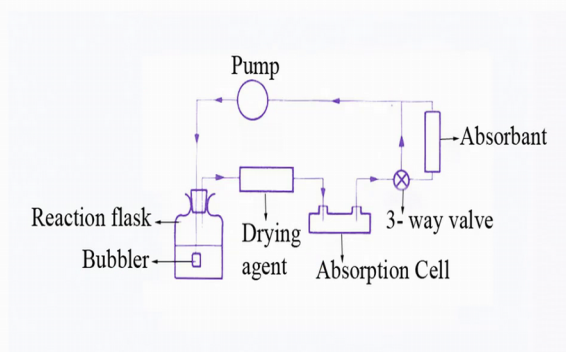 Pump
Absorbant
Reaction flask
3- way valve
Drying
agent
Bubbler
Absorption Cell